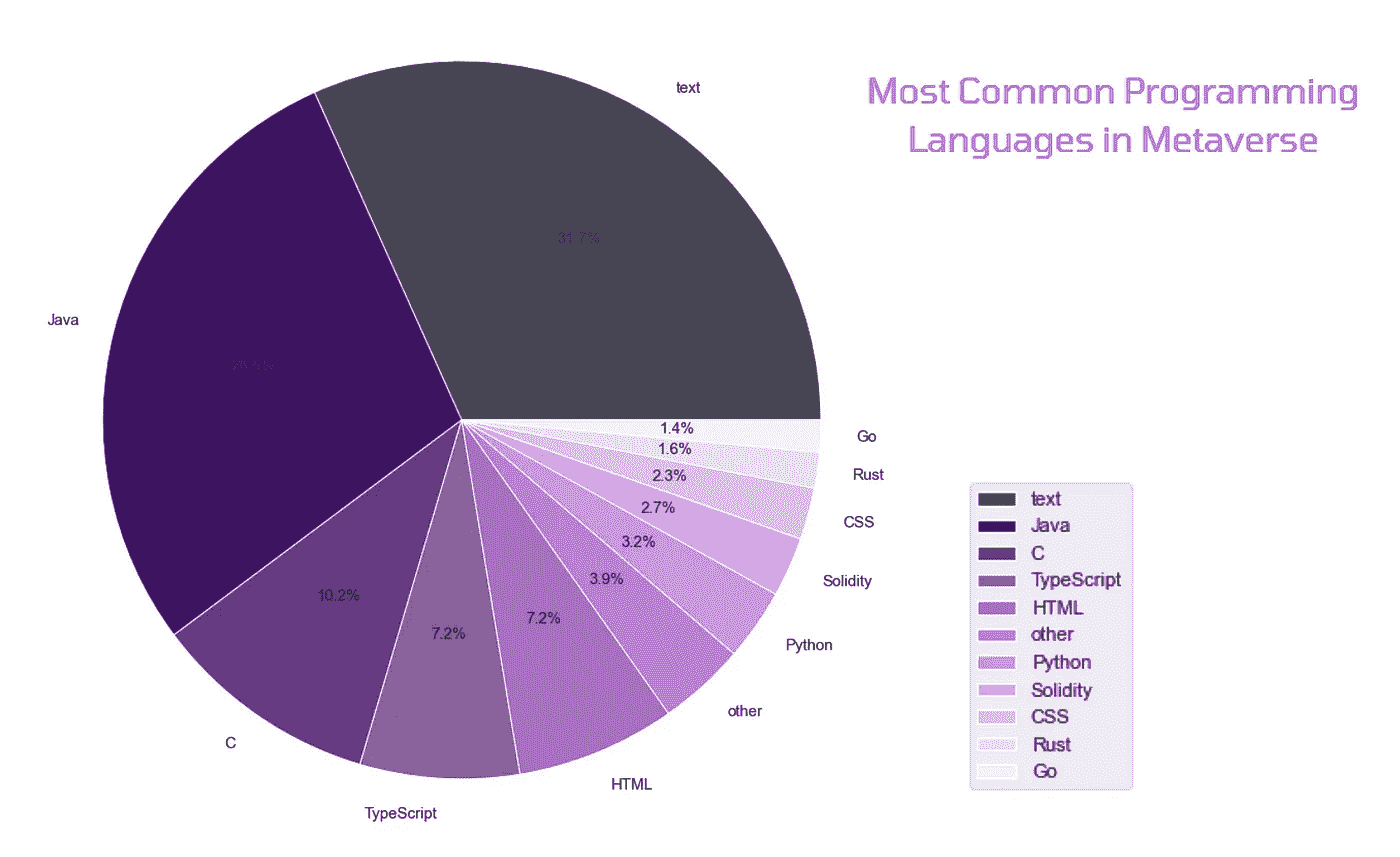 Most Common Programming
Languages in Metaverse
text
31.7%
Java
C
10.2%
TypeScript
7.2%
HTML
7.2%
other
3.9%
Python
3.2%
Solidity
2.7%
CSS
2.3%
Rust
1.6%
Go
1.4%
text
Java
C
TypeScript
HTML
other
Python
Solidity
CSS
Rust
Go